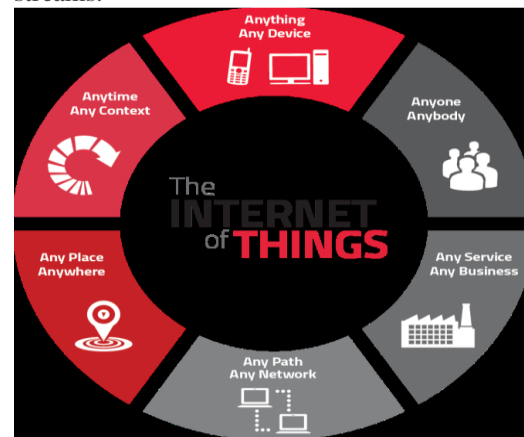 streams.
Anything
Any Device
Anyone
Anybody
Any Service
Any Business
Any Path
Any Network
Any Place
Anywhere
Anytime
Any Context
The
INTERNET
of THINGS